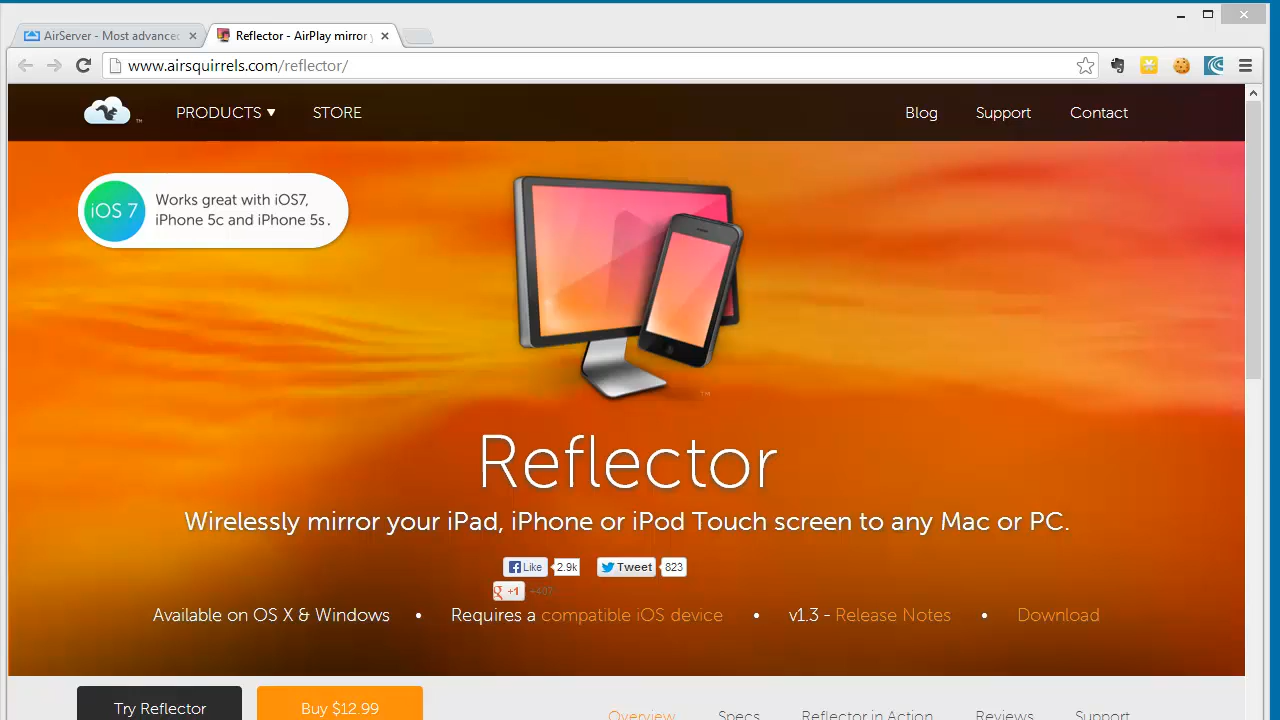 AirServer - Most advanced
Reflector - AirPlay mirror y
www.airsquirrels.com/reflector/
PRODUCTS ▼ STORE Blog Support Contact
iOS 7
Works great with iOS7,
iPhone 5c and iPhone 5s.
TM
Reflector
Wirelessly mirror your iPad, iPhone or iPod Touch screen to any Mac or PC.
Like 2.9k Tweet 823
+1 +407
Available on OS X & Windows • Requires a compatible iOS device • v1.3 - Release Notes • Download
Try Reflector Buy $12.99 Overview Specs Reflector in Action Reviews Support